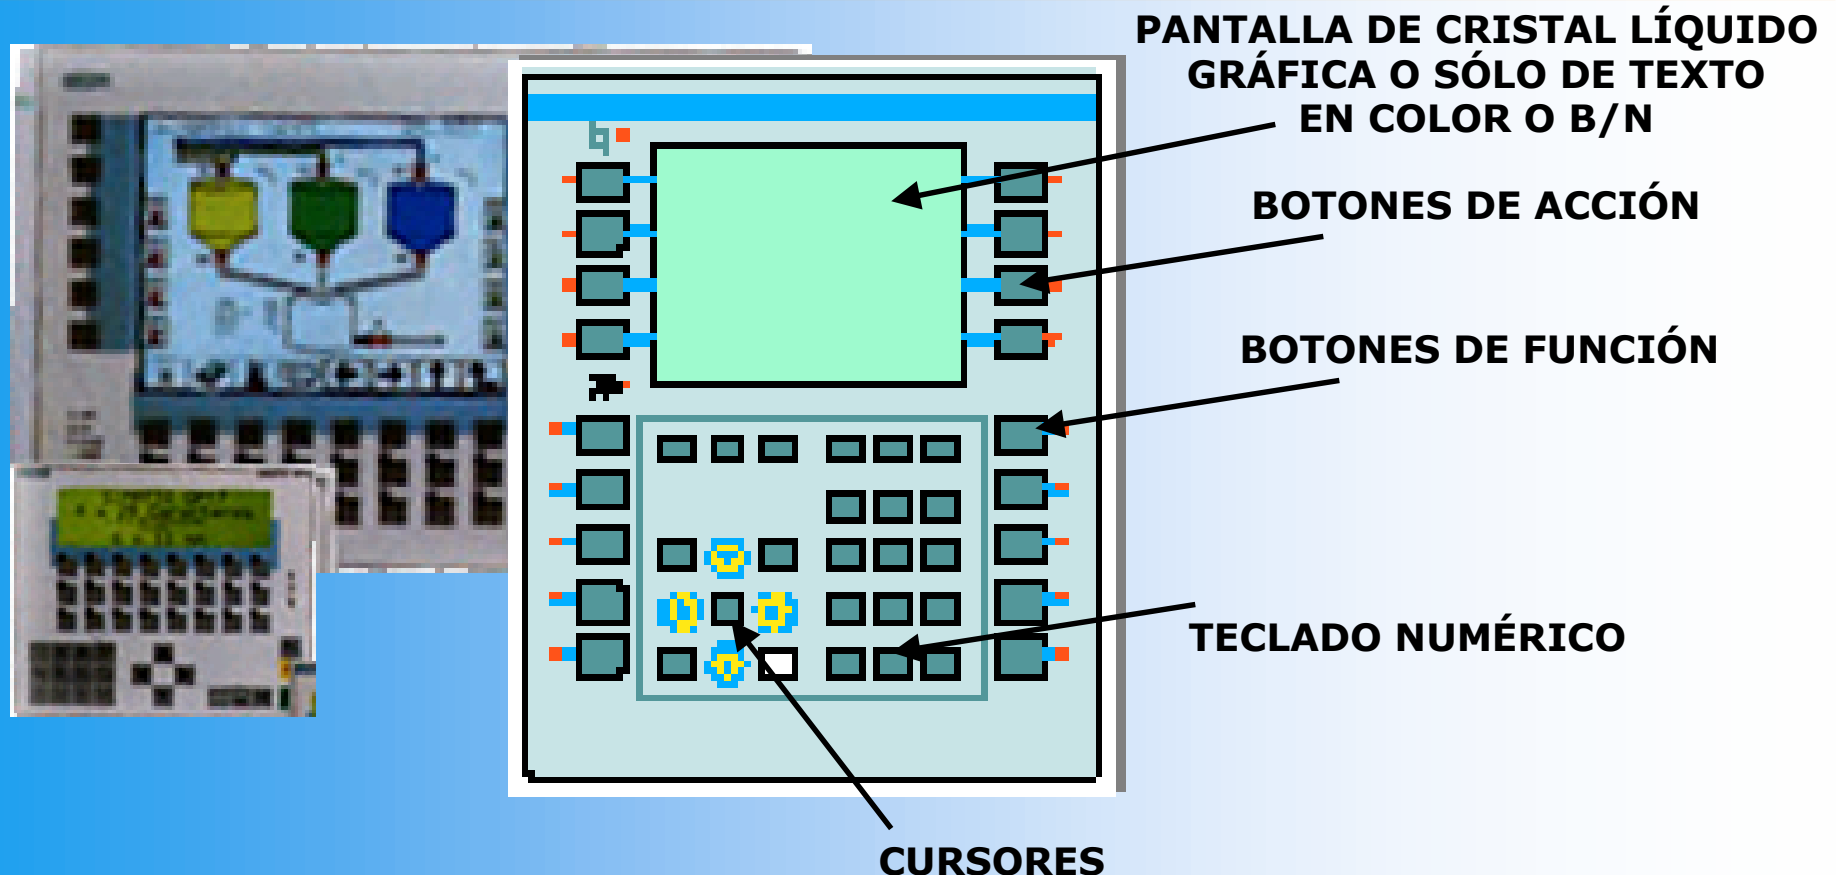 PANTALLA DE CRISTAL LÍQUIDO
GRÁFICA O SÓLO DE TEXTO
EN COLOR O B/N
BOTONES DE ACCIÓN
BOTONES DE FUNCIÓN
TECLADO NUMÉRICO
CURSORES